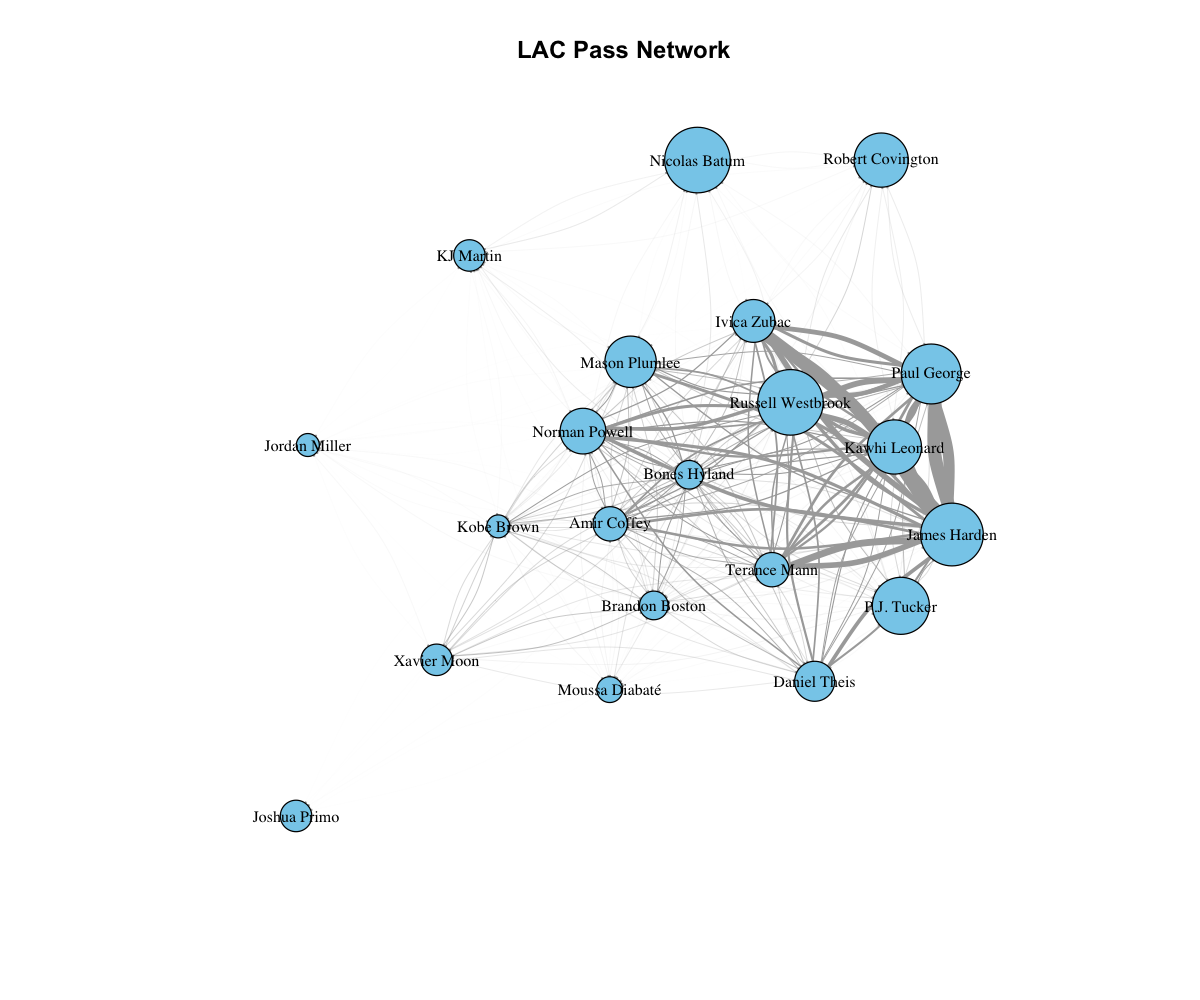 LAC Pass Network
Nicolas Batum
Robert Covington
KJ Martin
Ivica Zubac
Mason Plumlee
Paul George
Russell Westbrook
Norman Powell
Jordan Miller
Kawhi Leonard
Bones Hyland
Kobe Brown
Amir Coffey
James Harden
Terance Mann
Brandon Boston
P.J. Tucker
Xavier Moon
Moussa Diabaté
Daniel Theis
Joshua Primo